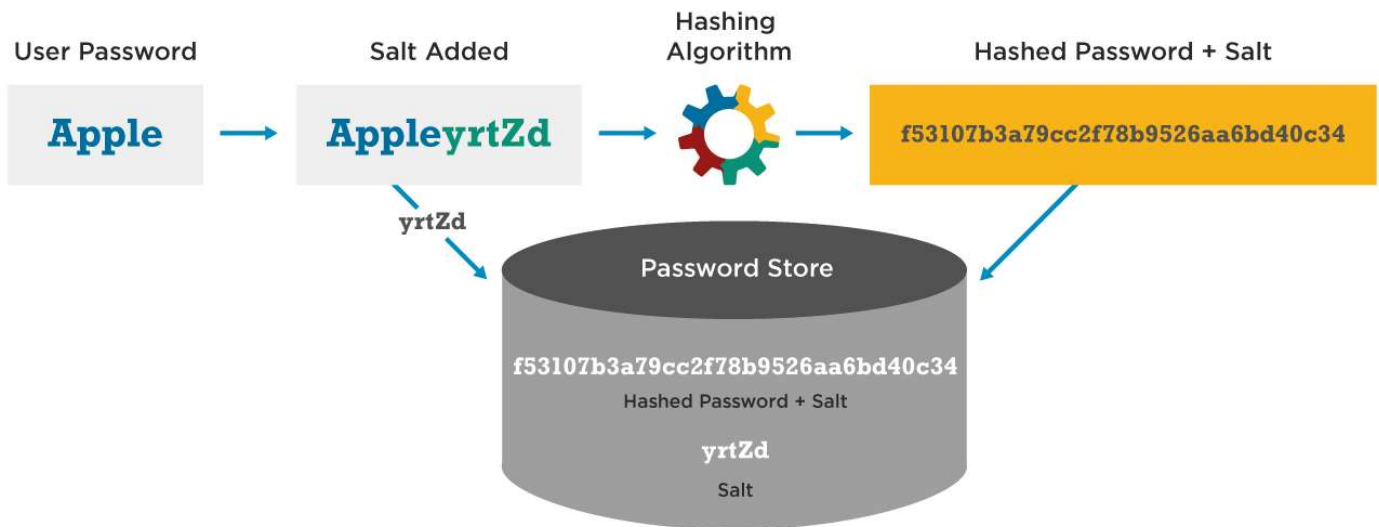 User Password
Salt Added
Hashing
Algorithm
Hashed Password + Salt
Apple
AppleyrtZd
f53107b3a79cc2f78b9526aa6bd40c34
yrtZd
Password Store
f53107b3a79cc2f78b9526aa6bd40c34
Hashed Password + Salt
yrtZd
Salt